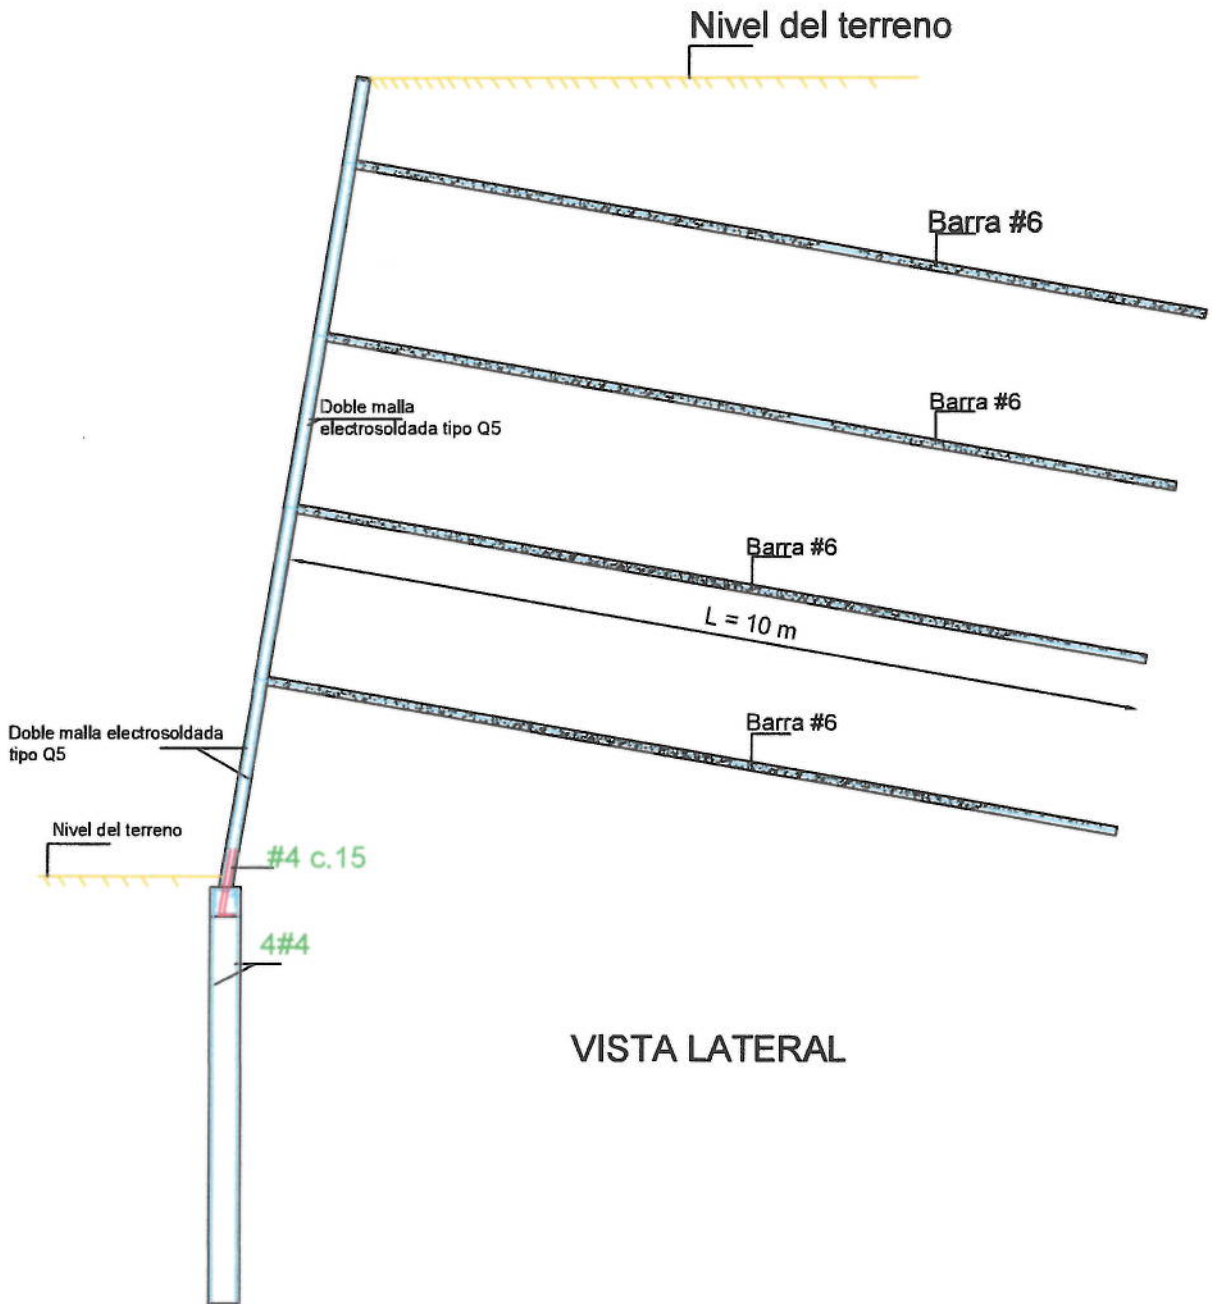 Nivel del terreno
Barra #6
Barra #6
Doble malla
electrosoldada tipo Q5
Barra #6
L = 10 m
Barra #6
Doble malla electrosoldada
tipo Q5
Nivel del terreno
#4 c.15
4#4
VISTA LATERAL